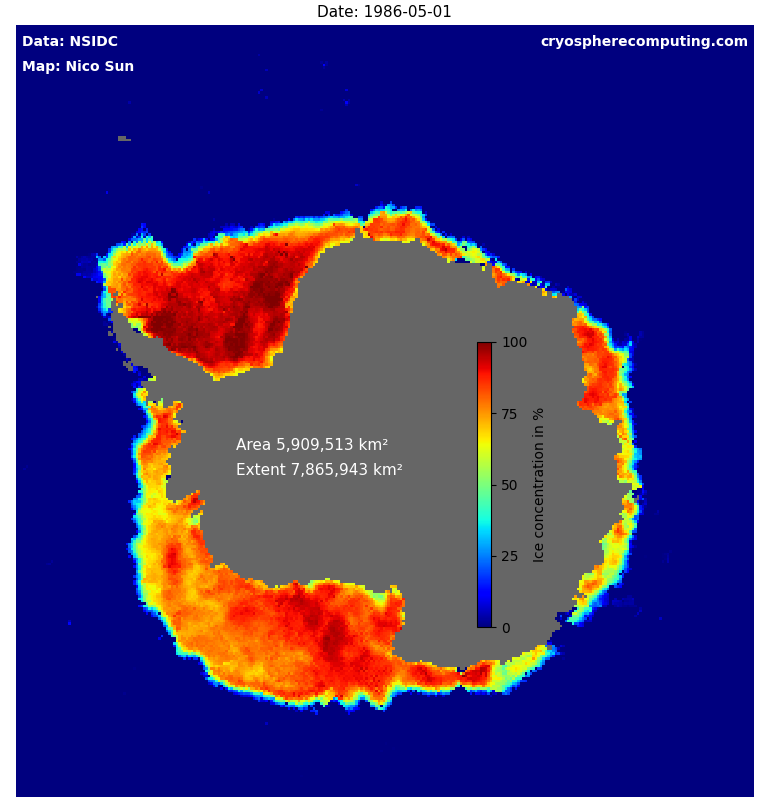 Date: 1986-05-01
Data: NSIDC
cryospherecomputing.com
Map: Nico Sun
100
75
50
25
0
Ice concentration in %
Area 5,909,513 km²
Extent 7,865,943 km²